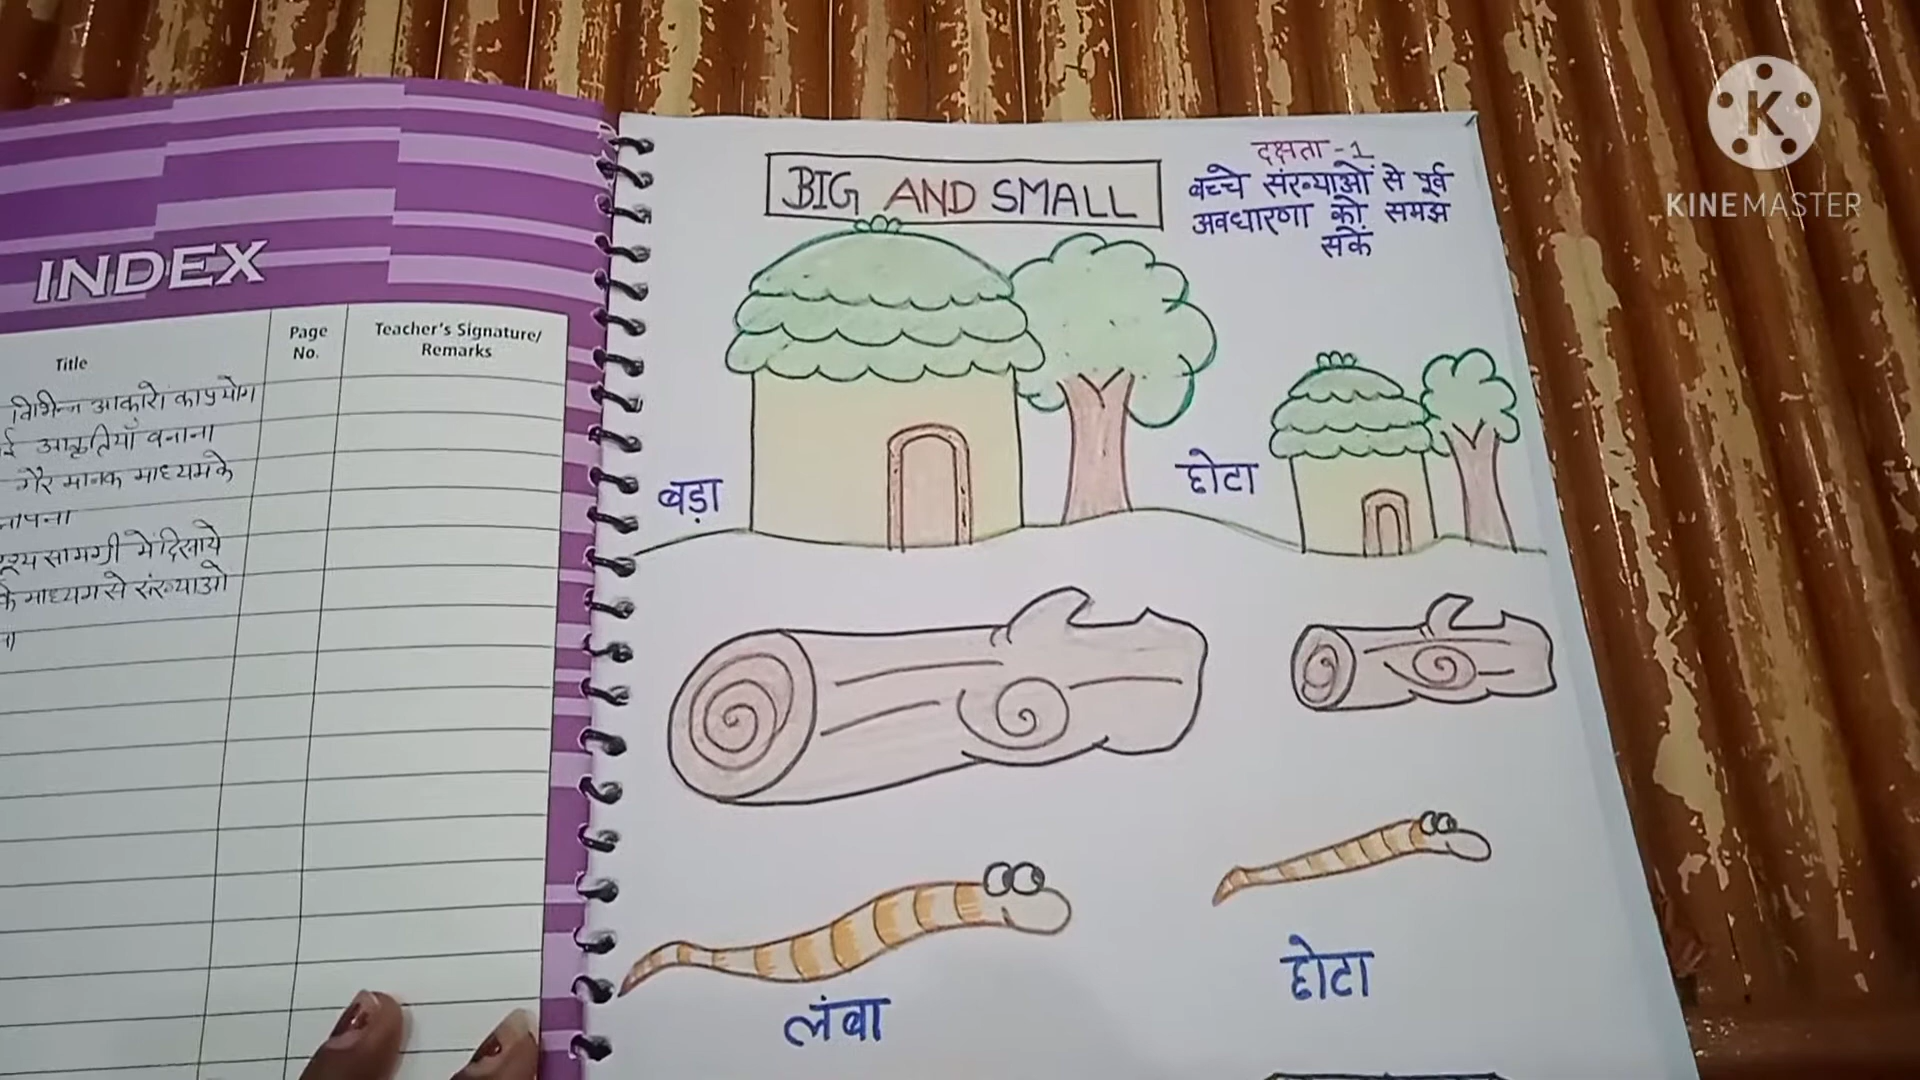 INDEX
Title
Page No.
Teacher's Signature/
Remarks
विभिन्न आकारों का प्रयोग
आकृतियाँ बनाना
गैर मानक माध्यम के
नापना
सामग्री में दिखाये
के माध्यम से संख्याओं
BIG AND SMALL
दक्षता-1
बच्चे संख्याओं से पूर्व
अवधारणा को समझ
सकें
बड़ा
छोटा
लंबा
छोटा
K
KINEMASTER